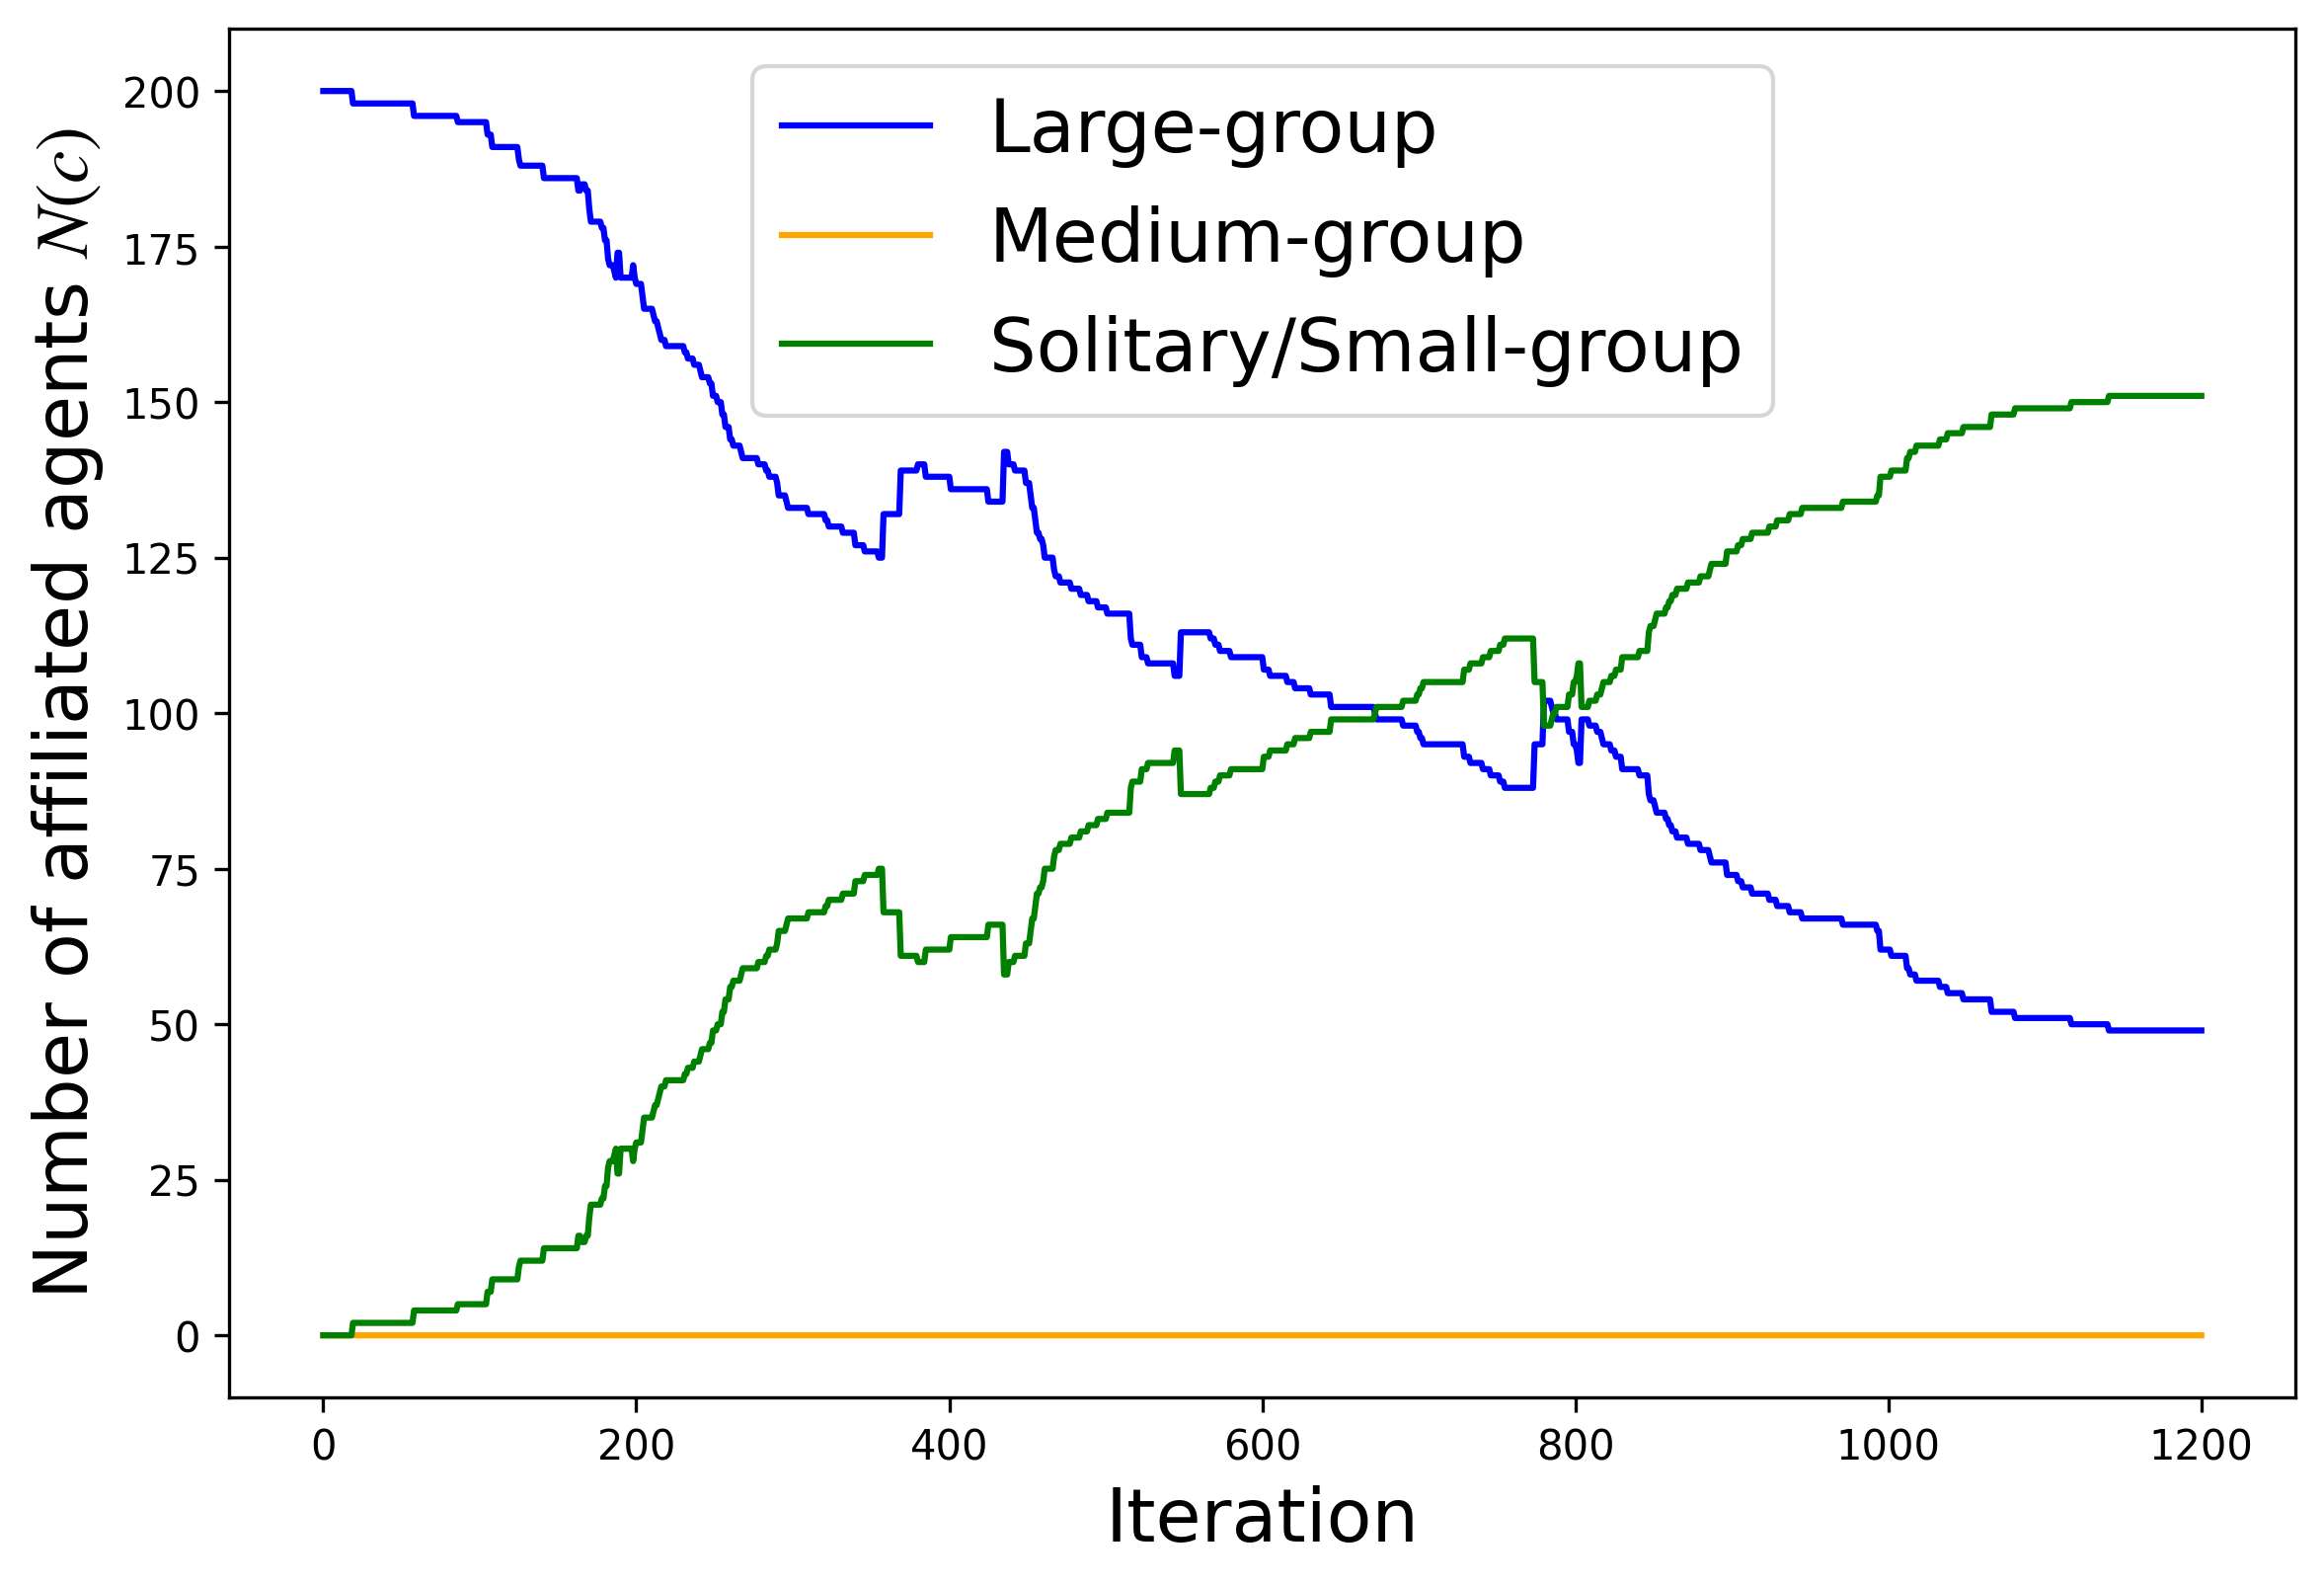 Number of affiliated agents N(c)
200
175
150
125
100
75
50
25
0
Large-group
Medium-group
Solitary/Small-group
0 200 400 600 800 1000 1200
Iteration